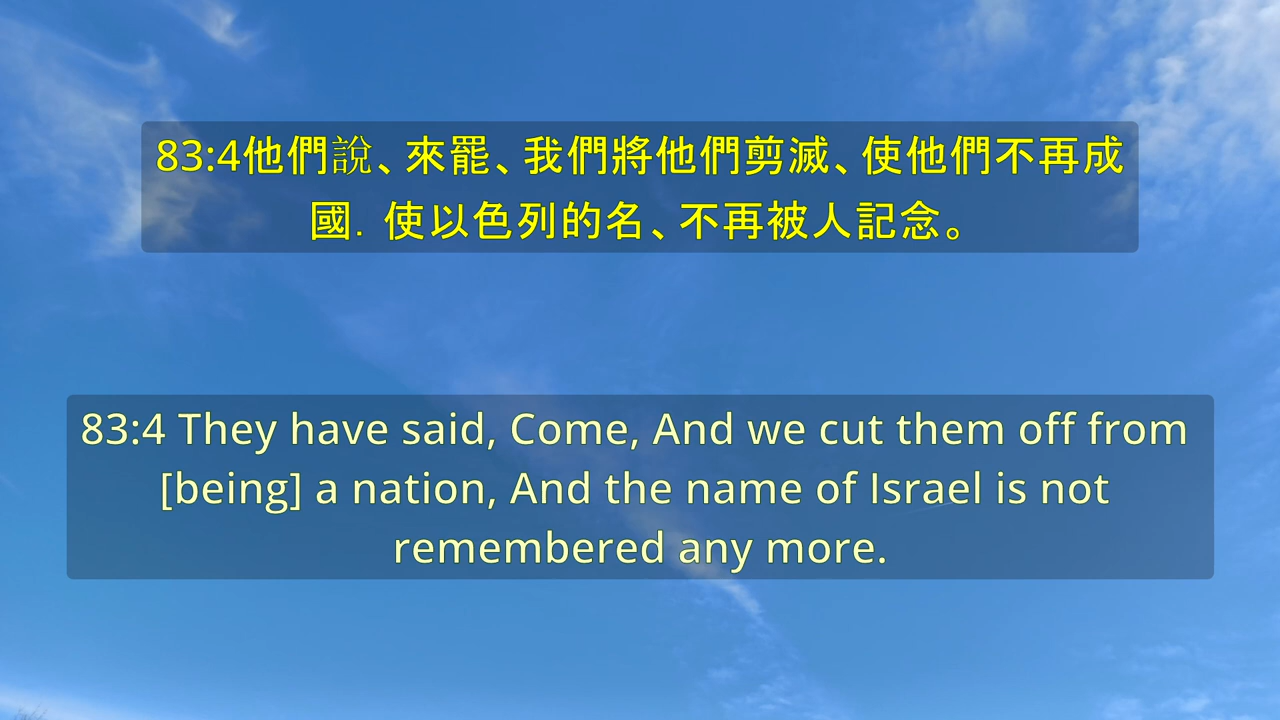 83:4他們說、來罷、我們將他們剪滅、使他們不再成
國．使以色列的名、不再被人記念。
83:4 They have said, Come, And we cut them off from
[being] a nation, And the name of Israel is not
remembered any more.